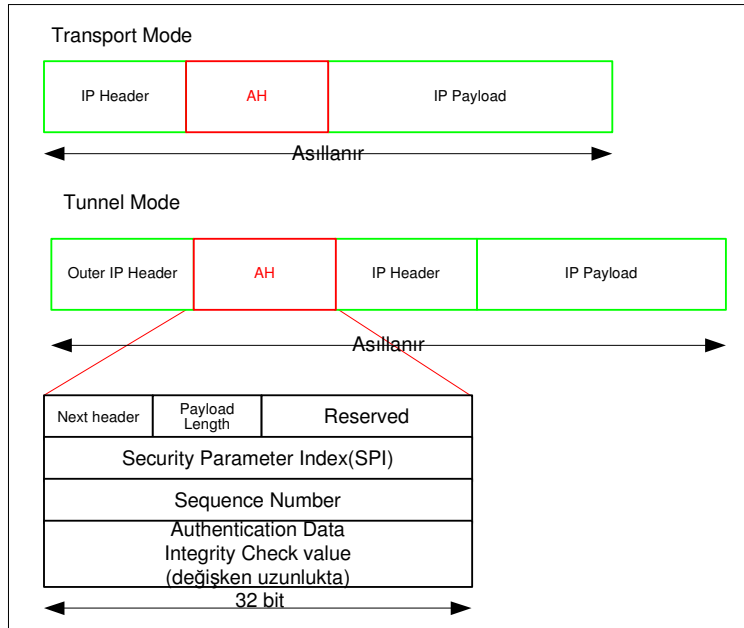 Transport Mode
IP Header AH IP Payload
Asıllanır
Tunnel Mode
Outer IP Header AH IP Header IP Payload
Asıllanır
Next header Payload Length Reserved
Security Parameter Index(SPI)
Sequence Number
Authentication Data
Integrity Check value
(değişken uzunlukta)
32 bit